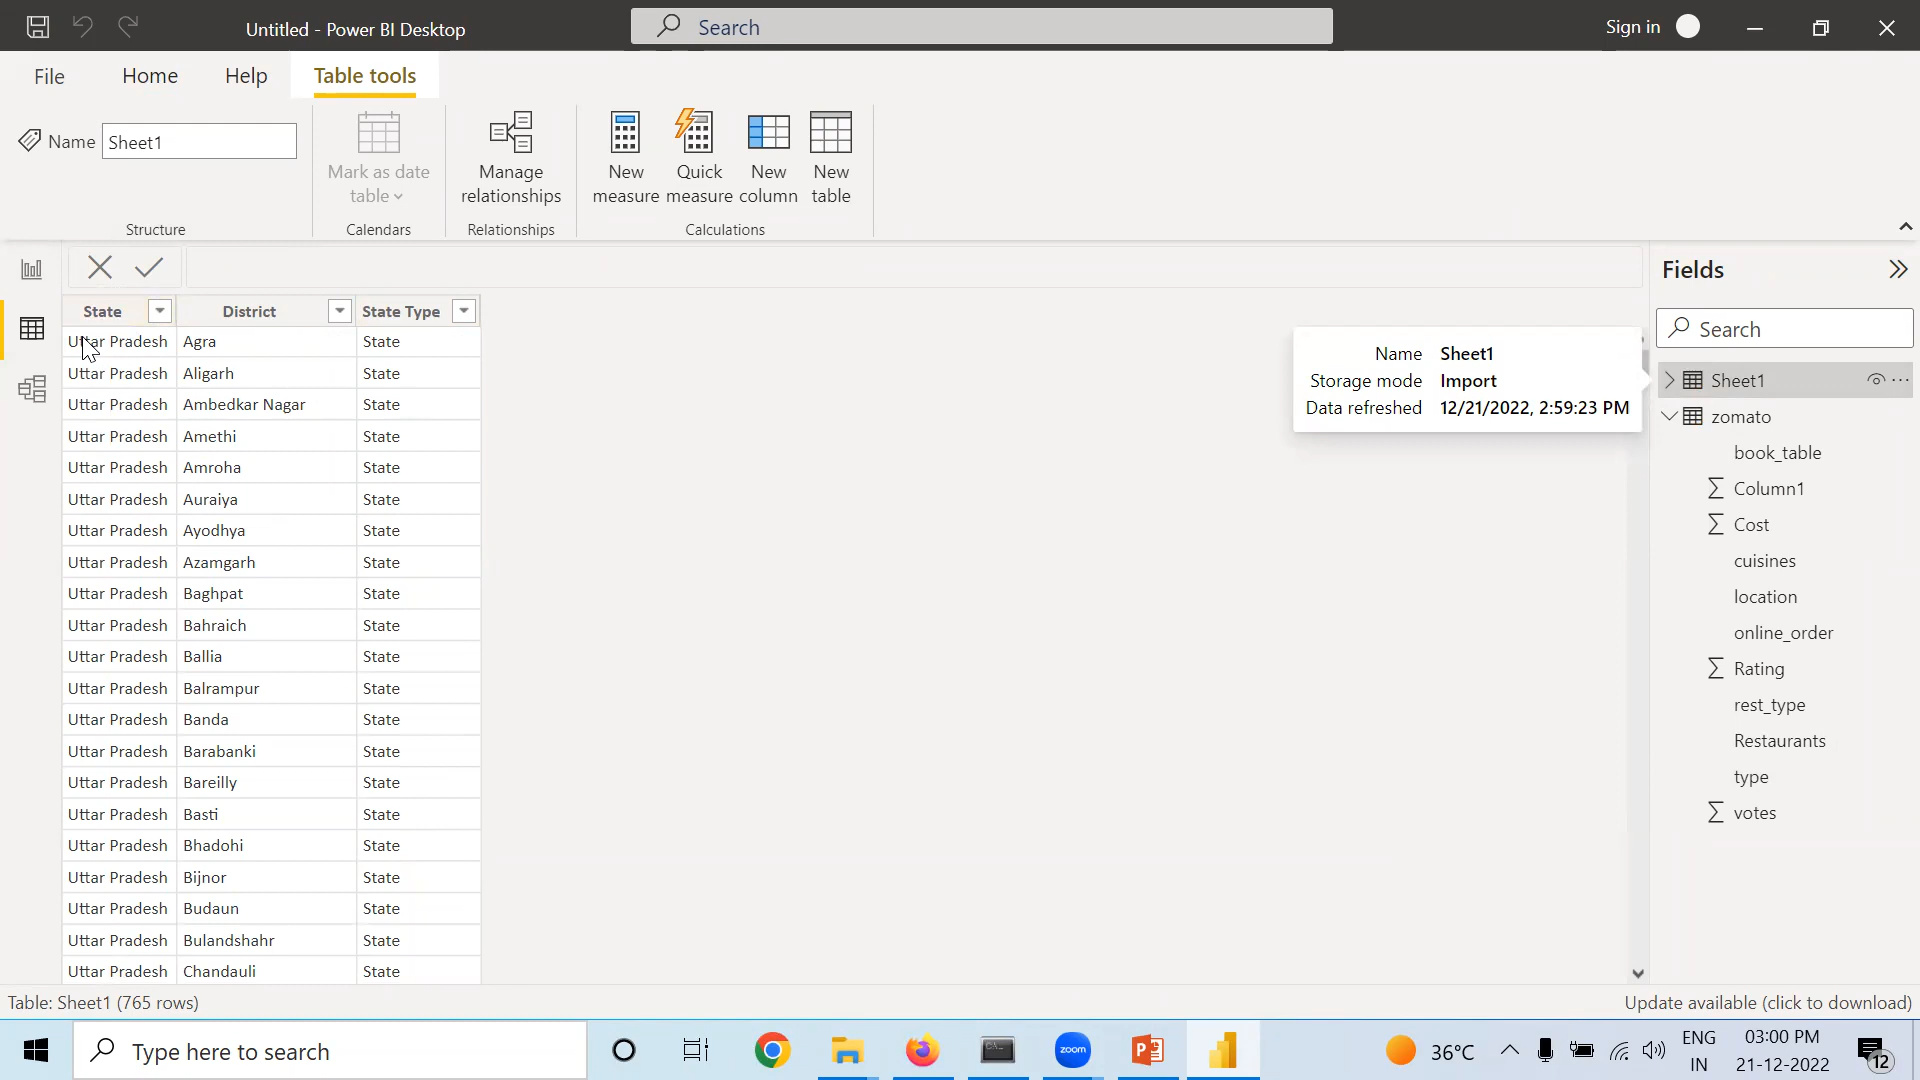 Untitled - Power BI Desktop
Search
Sign in
File
Home
Help
Table tools
Name
Sheet1
Mark as date
table
Manage
relationships
New
measure
Quick
measure
New
column
New
table
Structure
Calendars
Relationships
Calculations
State
District
State Type
Uttar Pradesh Agra State
Uttar Pradesh Aligarh State
Uttar Pradesh Ambedkar Nagar State
Uttar Pradesh Amethi State
Uttar Pradesh Amroha State
Uttar Pradesh Auraiya State
Uttar Pradesh Ayodhya State
Uttar Pradesh Azamgarh State
Uttar Pradesh Baghpat State
Uttar Pradesh Bahraich State
Uttar Pradesh Ballia State
Uttar Pradesh Balrampur State
Uttar Pradesh Banda State
Uttar Pradesh Barabanki State
Uttar Pradesh Bareilly State
Uttar Pradesh Basti State
Uttar Pradesh Bhadohi State
Uttar Pradesh Bijnor State
Uttar Pradesh Budaun State
Uttar Pradesh Bulandshahr State
Uttar Pradesh Chandauli State
Name Sheet1
Storage mode Import
Data refreshed 12/21/2022, 2:59:23 PM
Fields
Search
Sheet1
zomato
book_table
Column1
Cost
cuisines
location
online_order
Rating
rest_type
Restaurants
type
votes
Table: Sheet1 (765 rows)
Update available (click to download)
Type here to search
zoom
36°C
ENG
IN
03:00 PM
21-12-2022
12